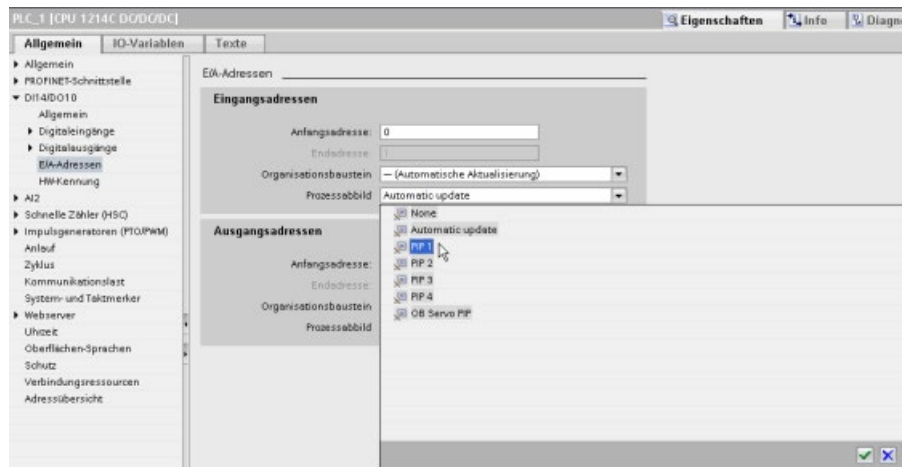 PLC_1 [CPU 1214C DC/DC/DC]
Eigenschaften
Info
Diagn
Allgemein
IO-Variablen
Texte
Allgemein
PROFINET-Schnittstelle
DI14/DO10
Allgemein
Digitaleingänge
Digitalausgänge
E/A-Adressen
HW-Kennung
AI2
Schnelle Zähler (HSC)
Impulsgeneratoren (PTO/PWM)
Anlauf
Zyklus
Kommunikationslast
System- und Taktmerker
Webserver
Uhrzeit
Oberflächen-Sprachen
Schutz
Verbindungsressourcen
Adressübersicht
E/A-Adressen
Eingangsadressen
Anfangsadresse: 0
Endadresse: 1
Organisationsbaustein --- (Automatische Aktualisierung)
Prozessabbild Automatic update
None
Automatic update
PIP 1
PIP 2
PIP 3
PIP 4
OB Servo PIP
Ausgangsadressen
Anfangsadresse:
Endadresse:
Organisationsbaustein
Prozessabbild